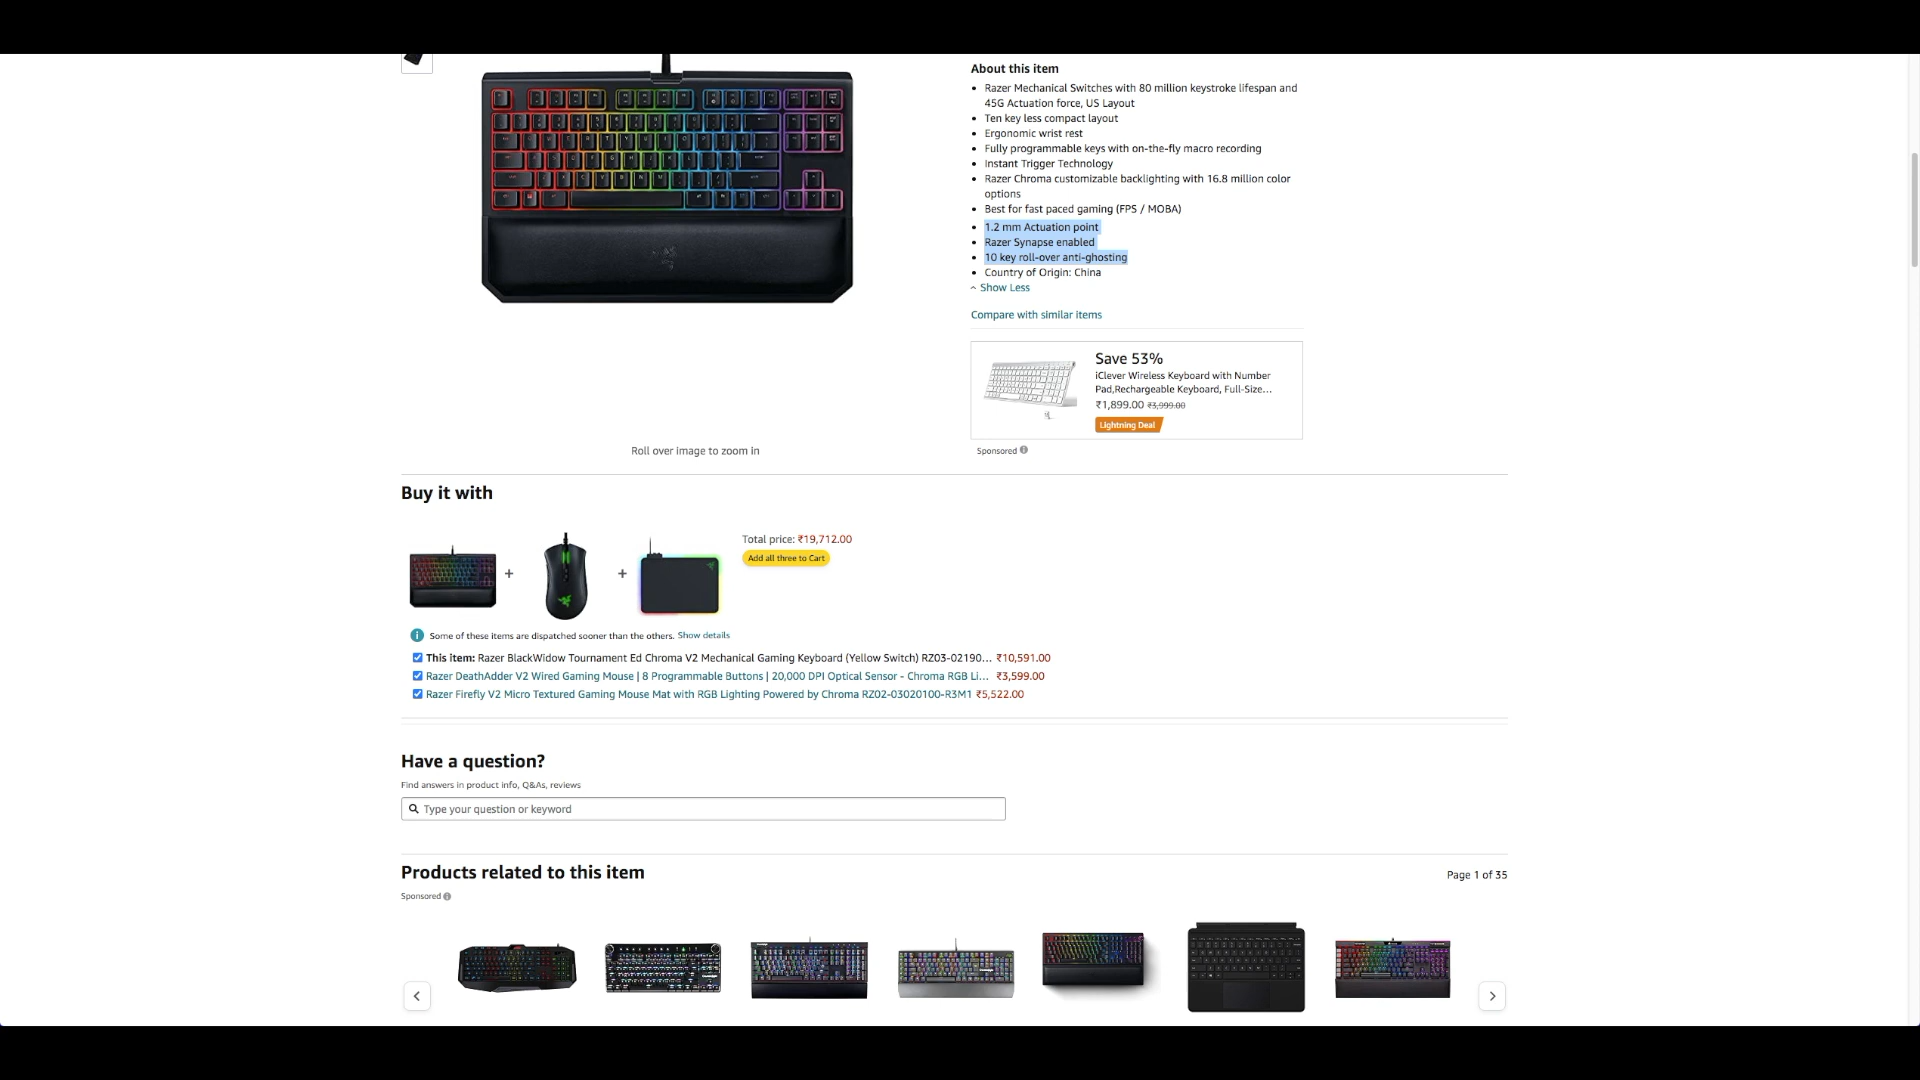 About this item
Razer Mechanical Switches with 80 million keystroke lifespan and
45G Actuation force, US Layout
Ten key less compact layout
Ergonomic wrist rest
Fully programmable keys with on-the-fly macro recording
Instant Trigger Technology
Razer Chroma customizable backlighting with 16.8 million color
options
Best for fast paced gaming (FPS / MOBA)
1.2 mm Actuation point
Razer Synapse enabled
10 key roll-over anti-ghosting
Country of Origin: China
Show Less
Compare with similar items
Save 53%
iClever Wireless Keyboard with Number
Pad,Rechargeable Keyboard, Full-Size...
₹1,899.00 ₹3,999.00
Lightning Deal
Sponsored
Roll over image to zoom in
Buy it with
+ +
Total price: ₹19,712.00
Add all three to Cart
Some of these items are dispatched sooner than the others. Show details
This item: Razer BlackWidow Tournament Ed Chroma V2 Mechanical Gaming Keyboard (Yellow Switch) RZ03-02190... ₹10,591.00
Razer DeathAdder V2 Wired Gaming Mouse | 8 Programmable Buttons | 20,000 DPI Optical Sensor - Chroma RGB Li... ₹3,599.00
Razer Firefly V2 Micro Textured Gaming Mouse Mat with RGB Lighting Powered by Chroma RZ02-03020100-R3M1 ₹5,522.00
Have a question?
Find answers in product info, Q&As, reviews
Type your question or keyword
Products related to this item
Page 1 of 35
Sponsored